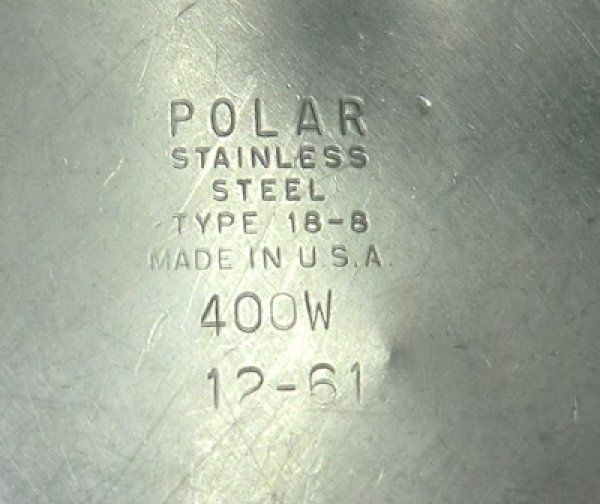 POLAR
STAINLESS
STEEL
TYPE 18-8
MADE IN U.S.A.
400W
12-61